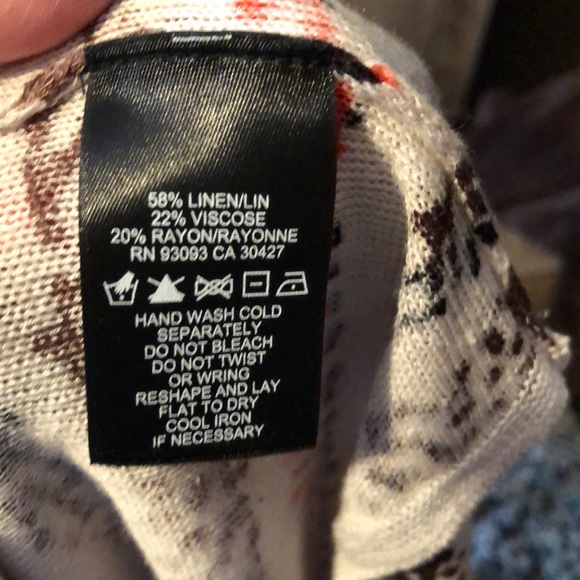 58% LINEN/LIN
22% VISCOSE
20% RAYON/RAYONNE
RN 93093 CA 30427
HAND WASH COLD
SEPARATELY
DO NOT BLEACH
DO NOT TWIST
OR WRING
RESHAPE AND LAY
FLAT TO DRY
COOL IRON
IF NECESSARY